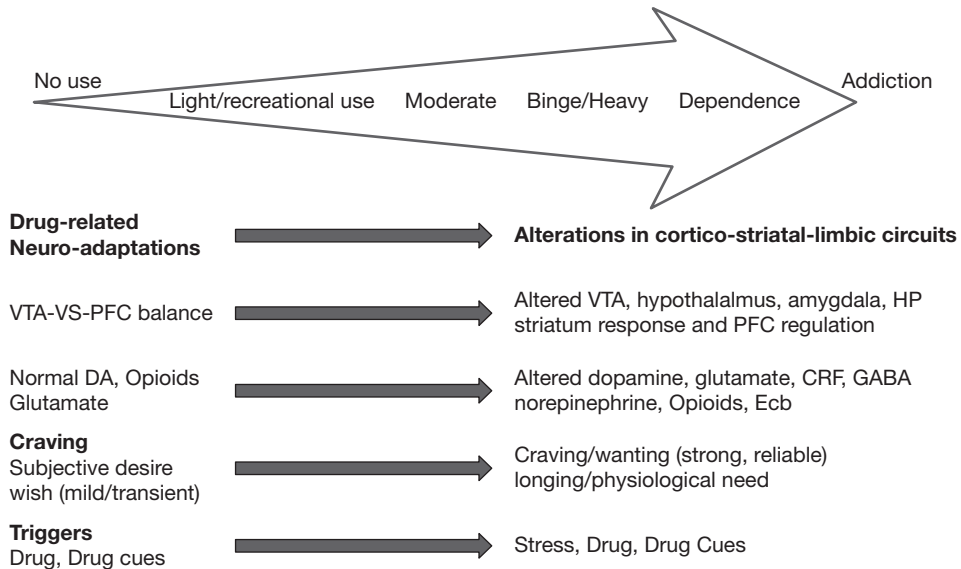 No use
Addiction
Light/recreational use Moderate Binge/Heavy Dependence
Drug-related
Neuro-adaptations
Alterations in cortico-striatal-limbic circuits
VTA-VS-PFC balance
Altered VTA, hypothalalmus, amygdala, HP
striatum response and PFC regulation
Normal DA, Opioids
Glutamate
Altered dopamine, glutamate, CRF, GABA
norepinephrine, Opioids, Ecb
Craving
Subjective desire
wish (mild/transient)
Craving/wanting (strong, reliable)
longing/physiological need
Triggers
Drug, Drug cues
Stress, Drug, Drug Cues